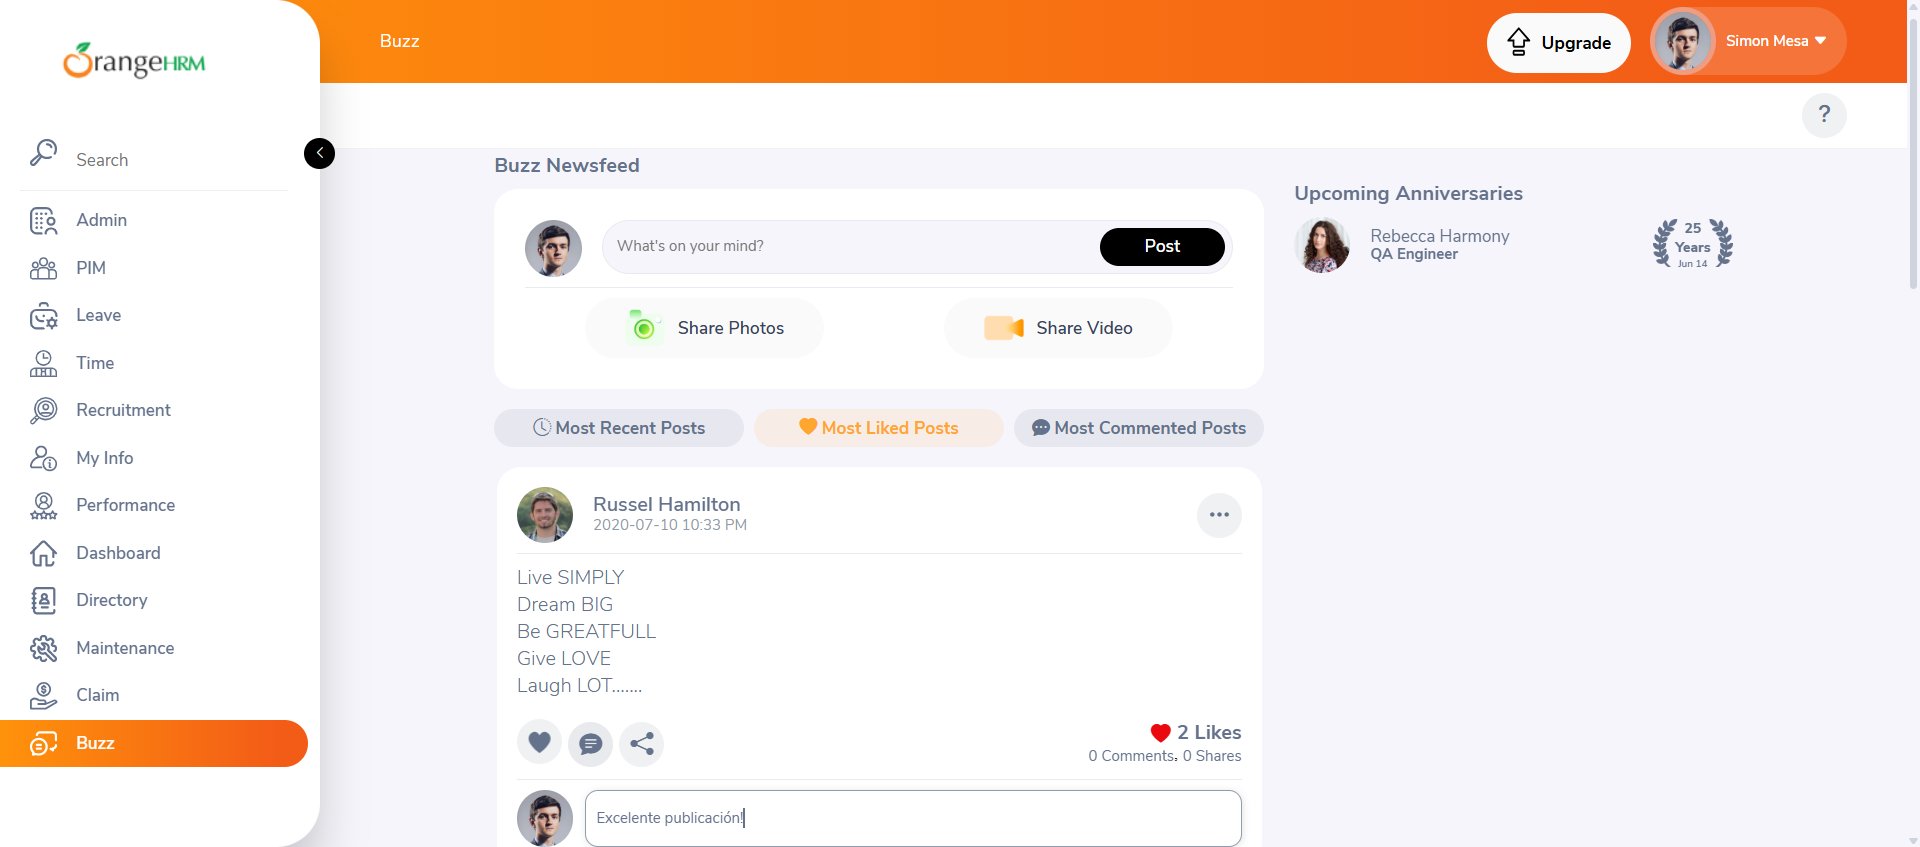 OrangeHRM
Buzz
Upgrade
Simon Mesa
?
Search
Admin
PIM
Leave
Time
Recruitment
My Info
Performance
Dashboard
Directory
Maintenance
Claim
Buzz
Buzz Newsfeed
What's on your mind?
Post
Share Photos
Share Video
Most Recent Posts
Most Liked Posts
Most Commented Posts
Russel Hamilton
2020-07-10 10:33 PM
Live SIMPLY
Dream BIG
Be GREATFULL
Give LOVE
Laugh LOT.......
2 Likes
0 Comments, 0 Shares
Excelente publicación!
Upcoming Anniversaries
Rebecca Harmony
QA Engineer
25
Years
Jun 14